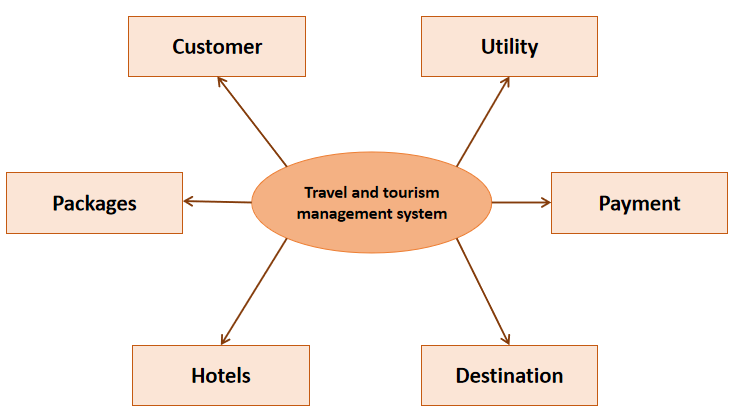 Customer
Utility
Packages
Travel and tourism
management system
Payment
Hotels
Destination